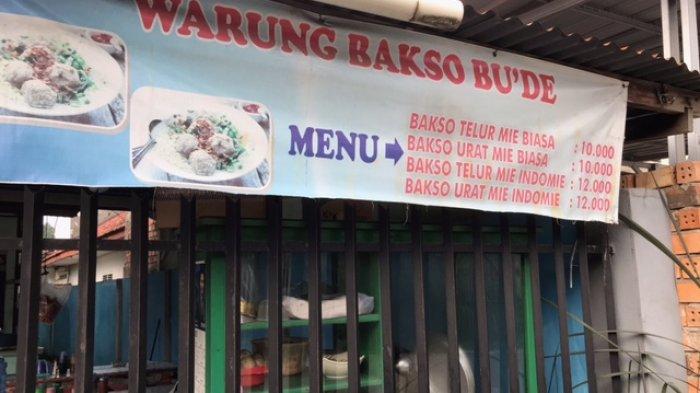 WARUNG BAKSO BU'DE
MENU
BAKSO TELUR MIE BIASA : 10.000
BAKSO URAT MIE BIASA : 10.000
BAKSO TELUR MIE INDOMIE : 12.000
BAKSO URAT MIE INDOMIE : 12.000